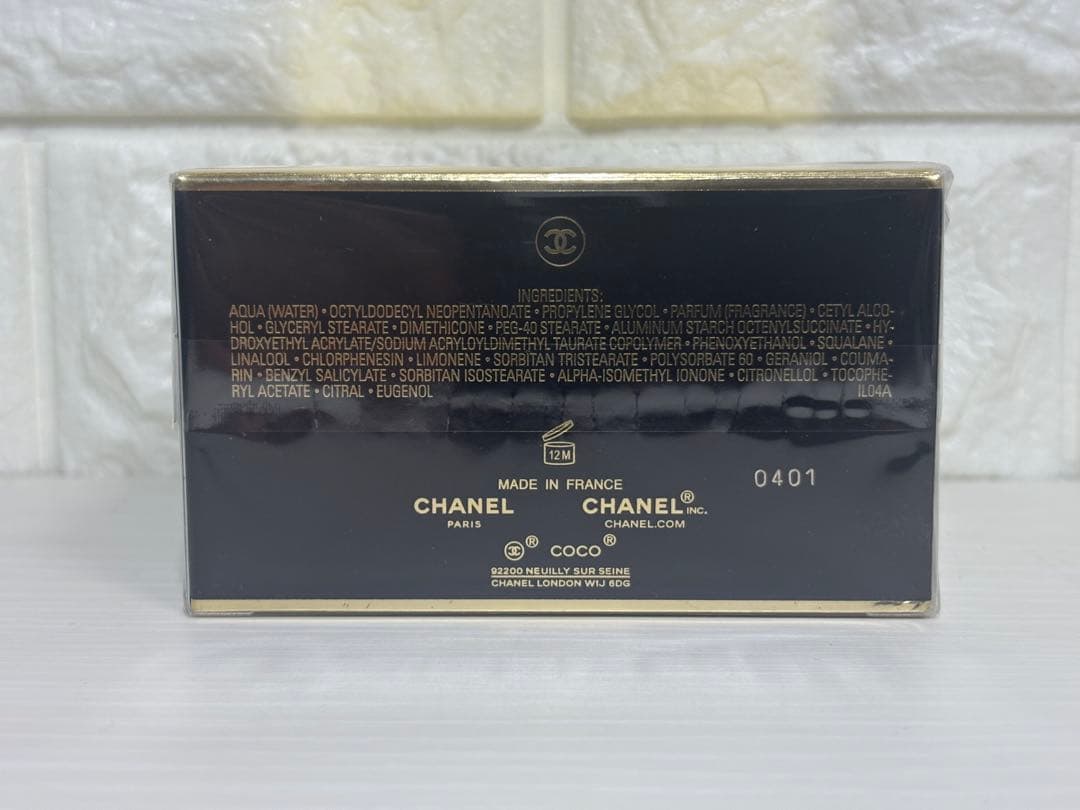 INGREDIENTS:
AQUA (WATER) • OCTYLDODECYL NEOPENTANOATE • PROPYLENE GLYCOL • PARFUM (FRAGRANCE) • CETYL ALCO-
HOL • GLYCERYL STEARATE • DIMETHICONE • PEG-40 STEARATE • ALUMINUM STARCH OCTENYLSUCCINATE • HY-
DROXYETHYL ACRYLATE/SODIUM ACRYLOYLDIMETHYL TAURATE COPOLYMER • PHENOXYETHANOL • SQUALANE •
LINALOOL • CHLORPHENESIN • LIMONENE • SORBITAN TRISTEARATE • POLYSORBATE 60 • GERANIOL • COUMA-
RIN • BENZYL SALICYLATE • SORBITAN ISOSTEARATE • ALPHA-ISOMETHYL IONONE • CITRONELLOL • TOCOPHE-
RYL ACETATE • CITRAL • EUGENOL IL04A
12M
0401
MADE IN FRANCE
CHANEL CHANEL® INC.
PARIS CHANEL.COM
® COCO®
92200 NEUILLY SUR SEINE
CHANEL LONDON W1J 6DG